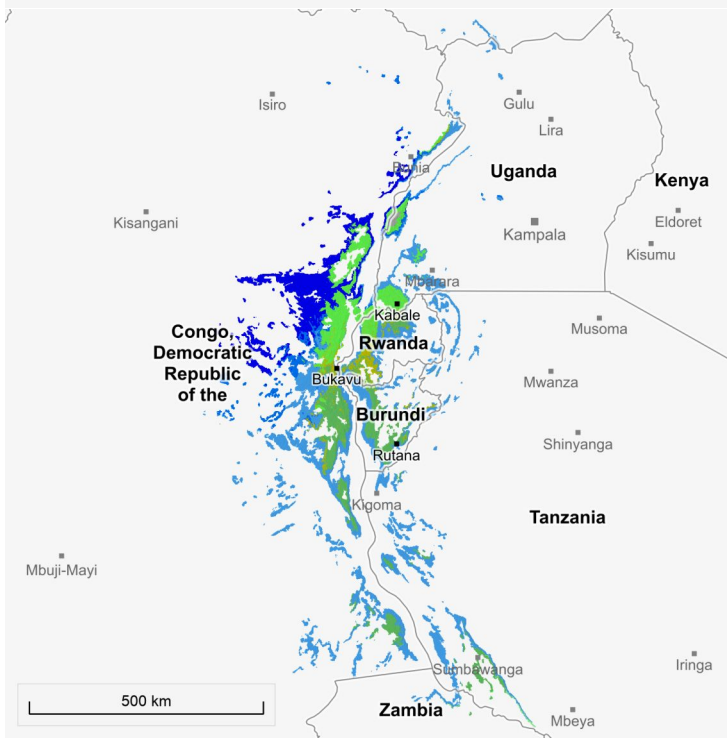 Isiro
Gulu
Lira
Bunia
Uganda
Kenya
Kisangani
Eldoret
Kampala
Kisumu
Mbarara
Kabale
Musoma
Congo,
Democratic
Republic
of the
Rwanda
Bukavu
Mwanza
Burundi
Shinyanga
Rutana
Kigoma
Tanzania
Mbuji-Mayi
Iringa
Sumbawanga
500 km
Zambia
Mbeya